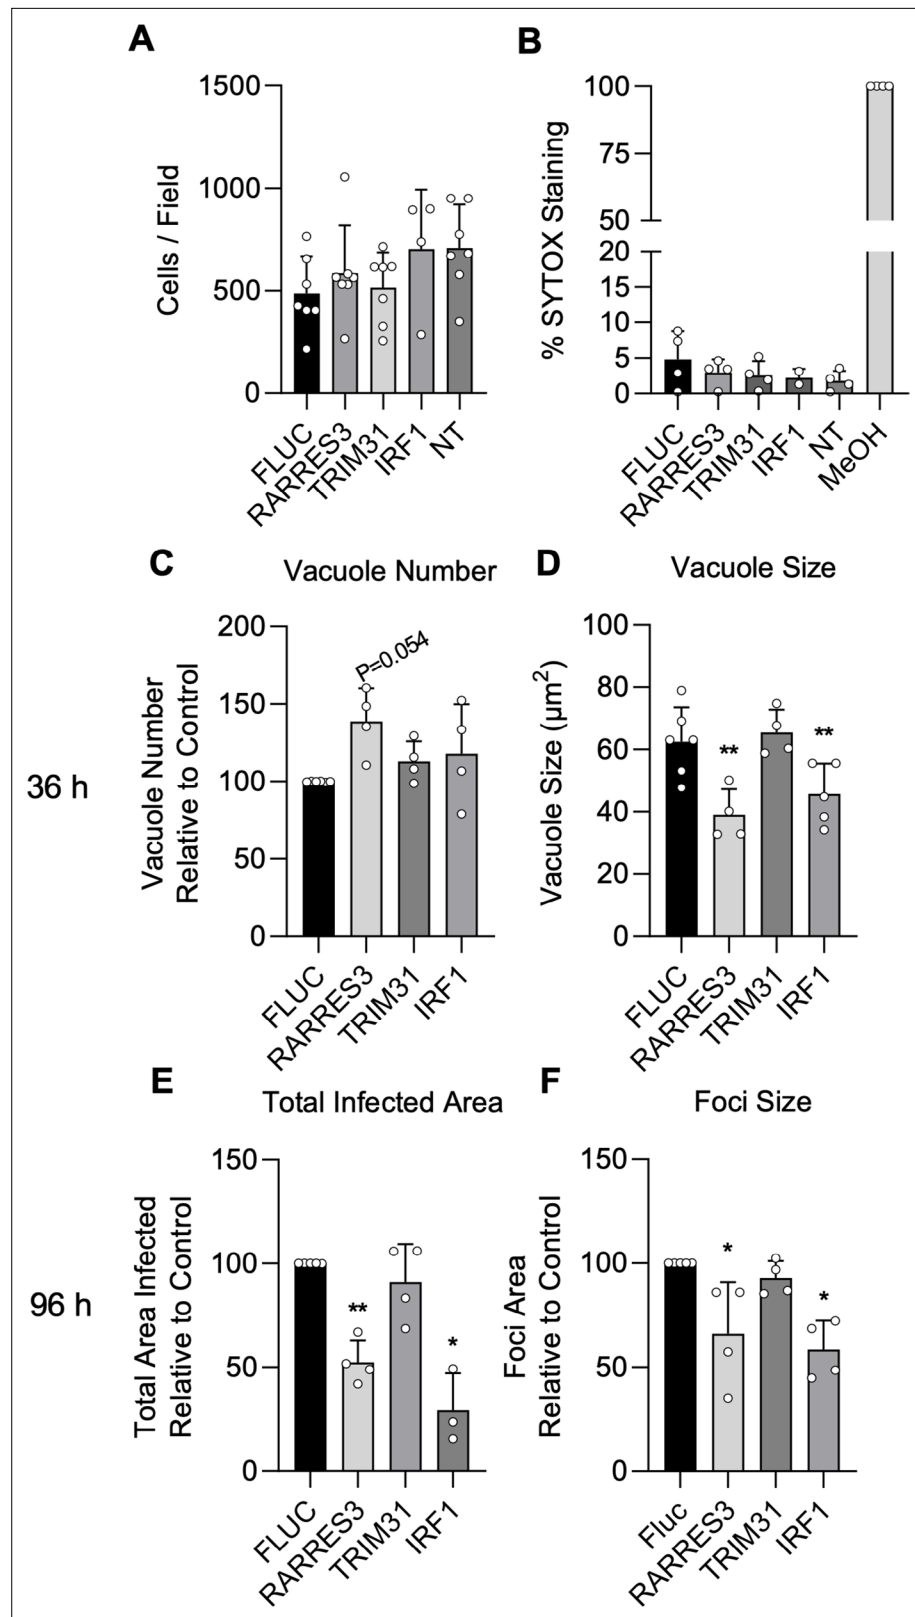 A
Cells / Field
1500
1000
500
0
FLUC
RARRES3
TRIM31
IRF1
NT
B
% SYTOX Staining
100
75
50
20
15
10
5
0
FLUC
RARRES3
TRIM31
IRF1
NT
MeOH
36 h
C
Vacuole Number
Vacuole Number
Relative to Control
200
150
100
50
0
P=0.054
FLUC
RARRES3
TRIM31
IRF1
D
Vacuole Size
Vacuole Size (µm²)
100
80
60
40
20
0
**
**
FLUC
RARRES3
TRIM31
IRF1
96 h
E
Total Infected Area
Total Area Infected
Relative to Control
150
100
50
0
**
*
FLUC
RARRES3
TRIM31
IRF1
F
Foci Size
Foci Area
Relative to Control
150
100
50
0
*
*
Fluc
RARRES3
TRIM31
IRF1